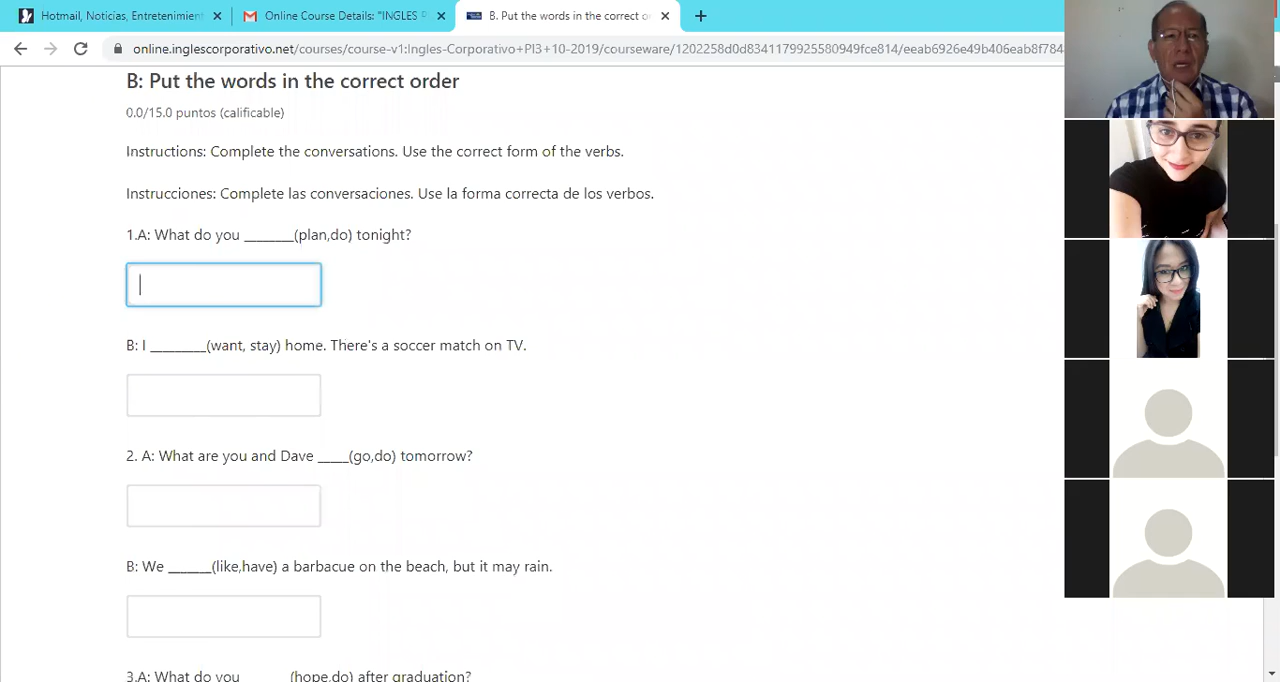 Hotmail, Noticias, Entretenimient
Online Course Details: "INGLES P
B. Put the words in the correct or
online.inglescorporativo.net/courses/course-v1:Ingles-Corporativo+PI3+10-2019/courseware/1202258d0d8341179925580949fce814/eeab6926e49b406eab8f784
B: Put the words in the correct order
0.0/15.0 puntos (calificable)
Instructions: Complete the conversations. Use the correct form of the verbs.
Instrucciones: Complete las conversaciones. Use la forma correcta de los verbos.
1.A: What do you _______(plan,do) tonight?
B: I ________(want, stay) home. There's a soccer match on TV.
2. A: What are you and Dave ____(go,do) tomorrow?
B: We ______(like,have) a barbacue on the beach, but it may rain.
3.A: What do you _______(hope,do) after graduation?